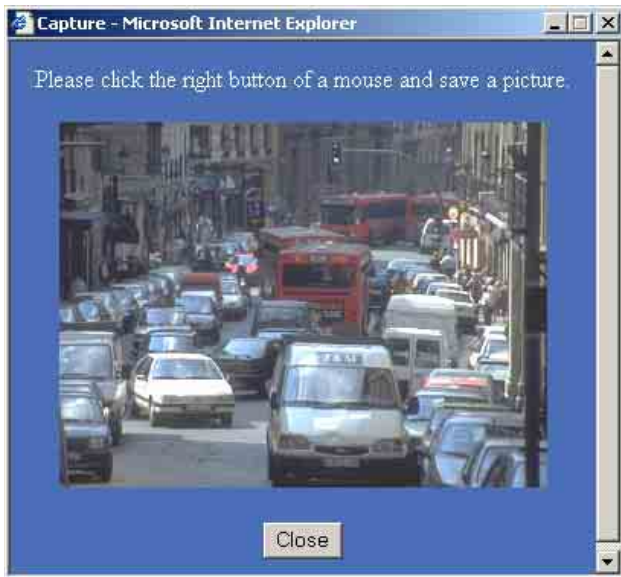 Capture - Microsoft Internet Explorer
Please click the right button of a mouse and save a picture.
Close